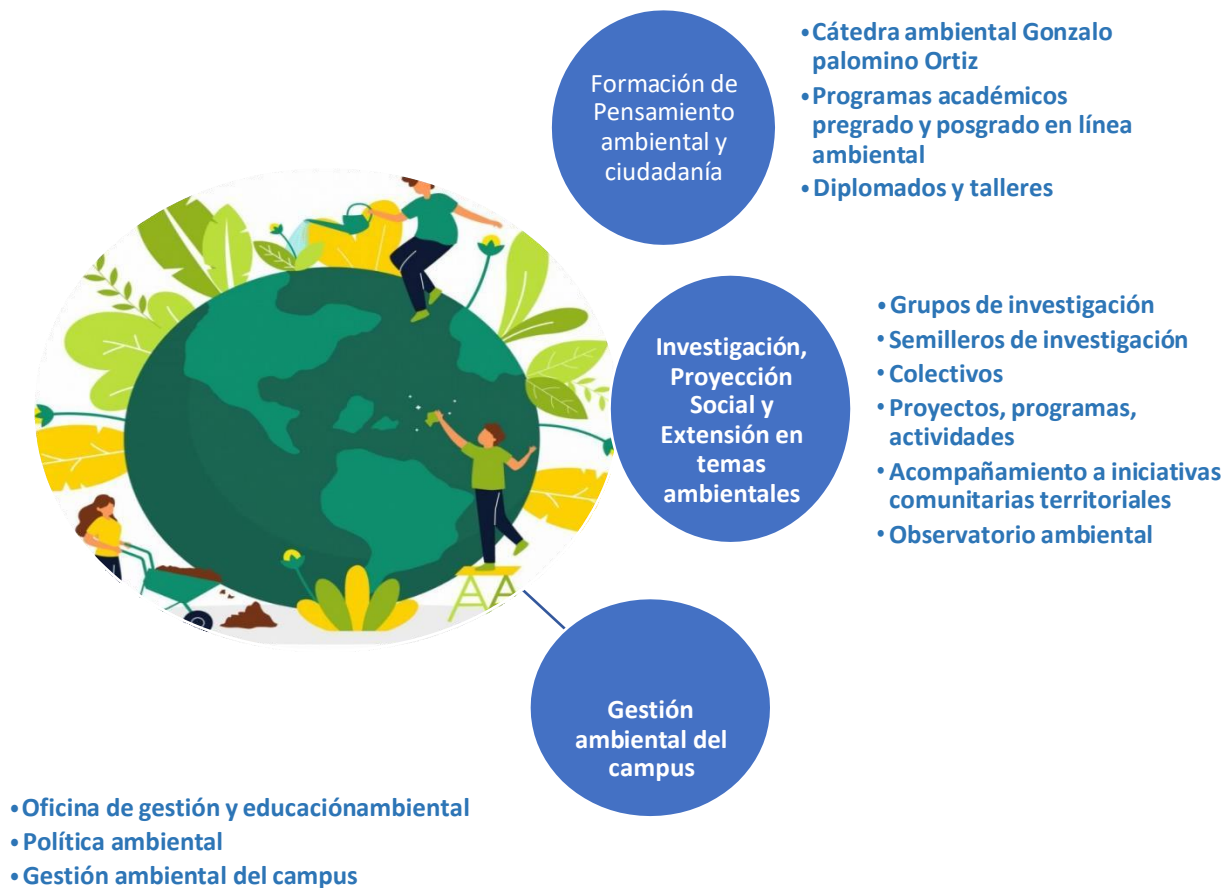 Formación de
Pensamiento
ambiental y
ciudadanía
•Cátedra ambiental Gonzalo
palomino Ortiz
•Programas académicos
pregrado y posgrado en línea
ambiental
•Diplomados y talleres
Investigación,
Proyección
Social y
Extensión en
temas
ambientales
•Grupos de investigación
•Semilleros de investigación
•Colectivos
•Proyectos, programas,
actividades
•Acompañamiento a iniciativas
comunitarias territoriales
•Observatorio ambiental
Gestión
ambiental del
campus
•Oficina de gestión y educaciónambiental
•Política ambiental
•Gestión ambiental del campus